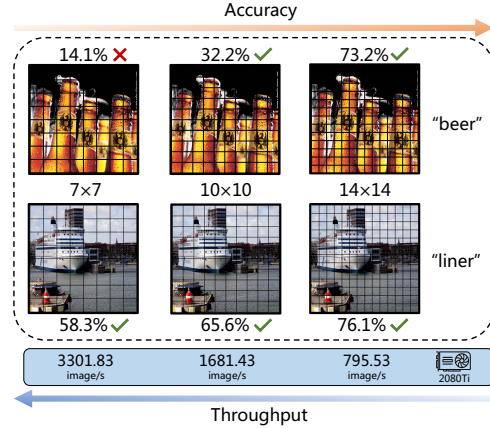 Accuracy
14.1% 32.2% 73.2%
"beer"
7×7 10×10 14×14
"liner"
58.3% 65.6% 76.1%
3301.83 1681.43 795.53
image/s image/s image/s 2080Ti
Throughput